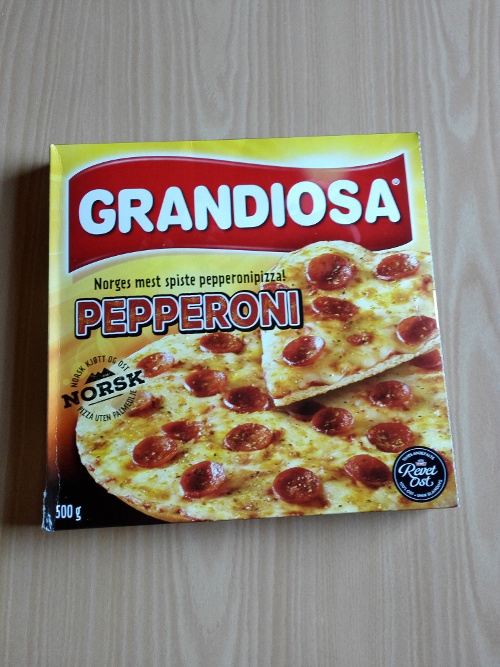 GRANDIOSA®
Norges mest spiste pepperonipizza!
PEPPERONI
NORSK KJØTT OG OST
NORSK
PIZZA UTEN PALMEOLJE
Revet
Ost
500 g